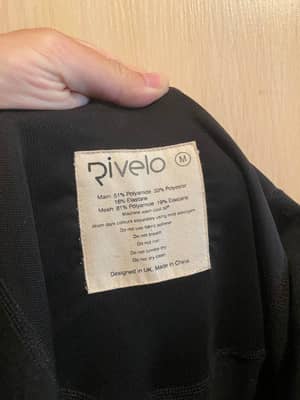 Rivelo M
Main: 51% Polyamide 33% Polyester
16% Elastane
Mesh: 81% Polyamide 19% Elastane
Machine wash cool 30º
Wash dark colours separately using mild detergent
Do not use fabric softener
Do not bleach
Do not iron
Do not tumble dry
Do not dry clean
Designed in UK, Made in China